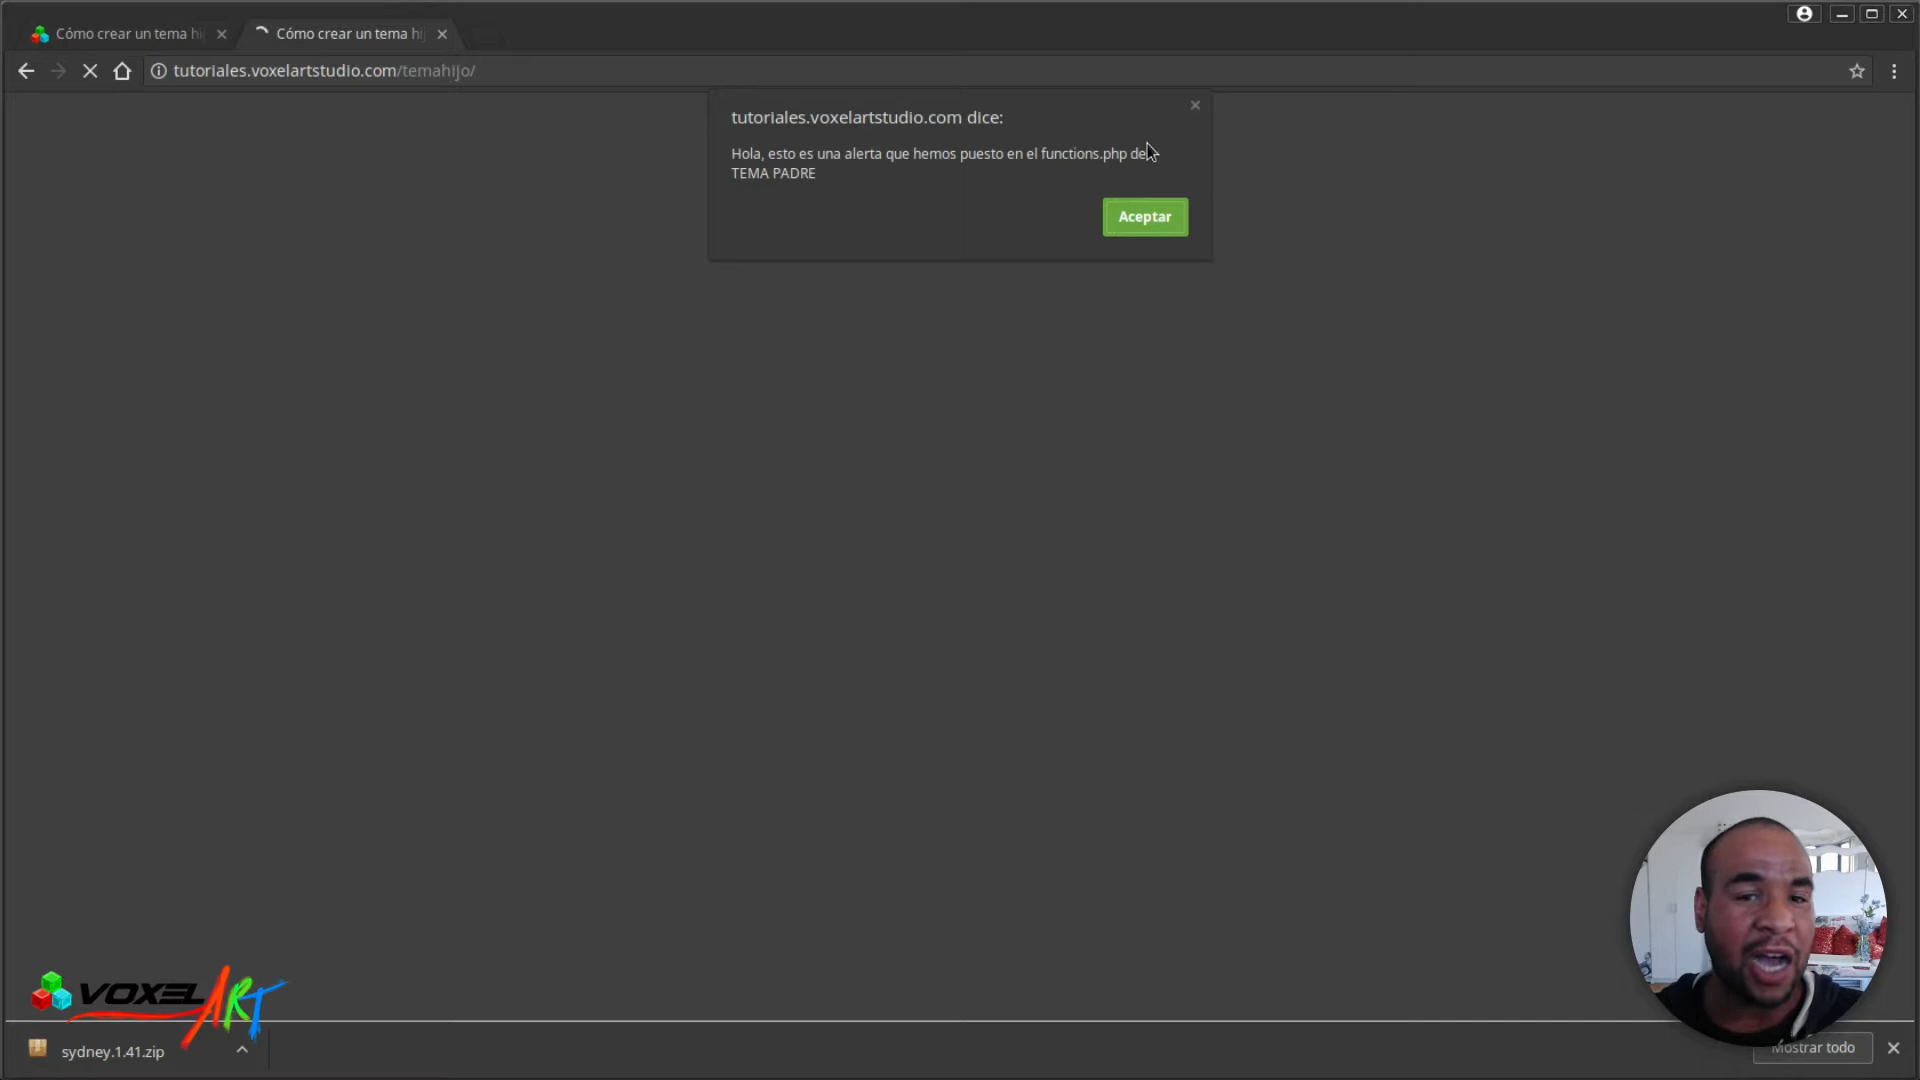 Cómo crear un tema hi
Cómo crear un tema hi
tutoriales.voxelartstudio.com/temahijo/
tutoriales.voxelartstudio.com dice:
Hola, esto es una alerta que hemos puesto en el functions.php de
TEMA PADRE
Aceptar
VOXEL ART
sydney.1.41.zip
Mostrar todo